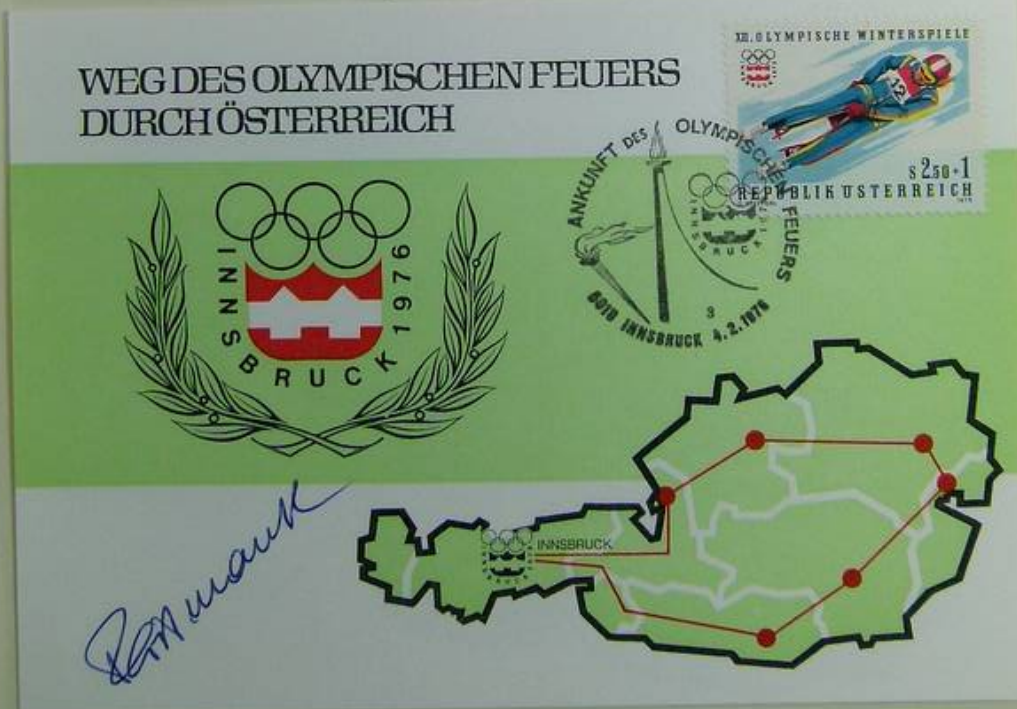 WEG DES OLYMPISCHEN FEUERS
DURCH ÖSTERREICH
XII. OLYMPISCHE WINTERSPIELE
S 2.50+1
REPUBLIK ÖSTERREICH
ANKUNFT DES OLYMPISCHEN FEUERS
INNSBRUCK
6010 INNSBRUCK 4.2.1976
INNSBRUCK 1976
INNSBRUCK